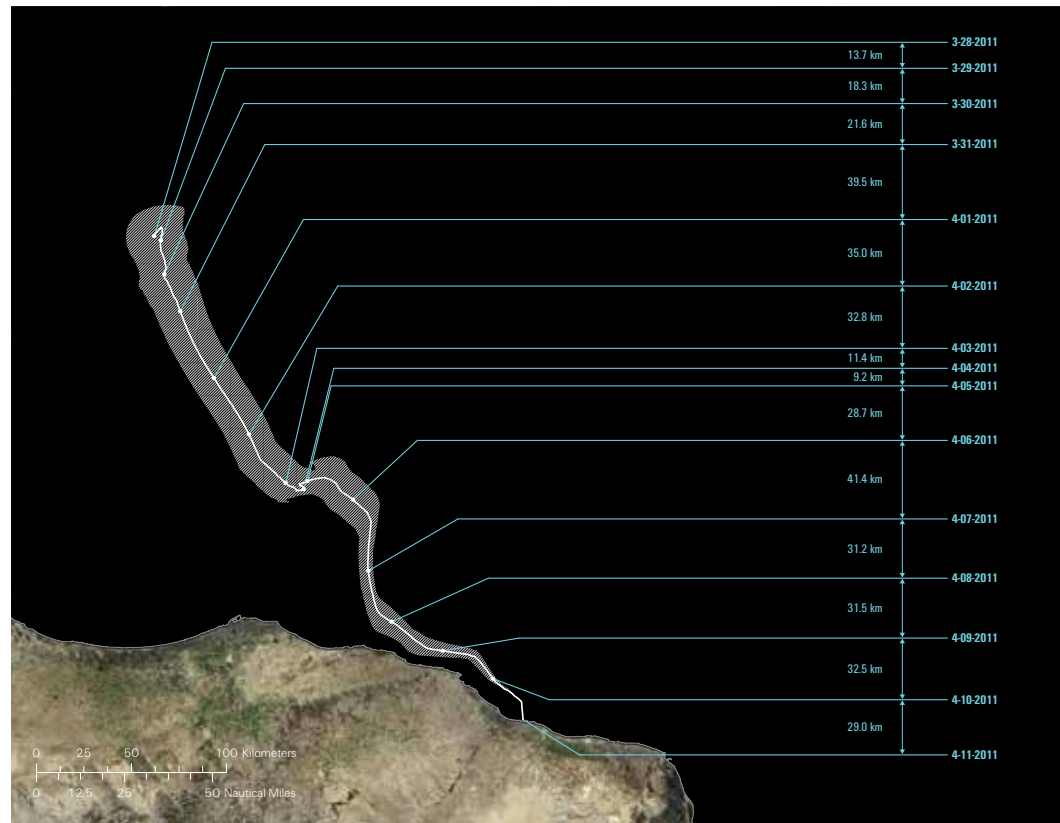 3-28-2011
13.7 km
3-29-2011
18.3 km
3-30-2011
21.6 km
3-31-2011
39.5 km
4-01-2011
35.0 km
4-02-2011
32.8 km
4-03-2011
11.4 km
4-04-2011
9.2 km
4-05-2011
28.7 km
4-06-2011
41.4 km
4-07-2011
31.2 km
4-08-2011
31.5 km
4-09-2011
32.5 km
4-10-2011
29.0 km
4-11-2011
0 25 50 100 Kilometers
0 12.5 25 50 Nautical Miles